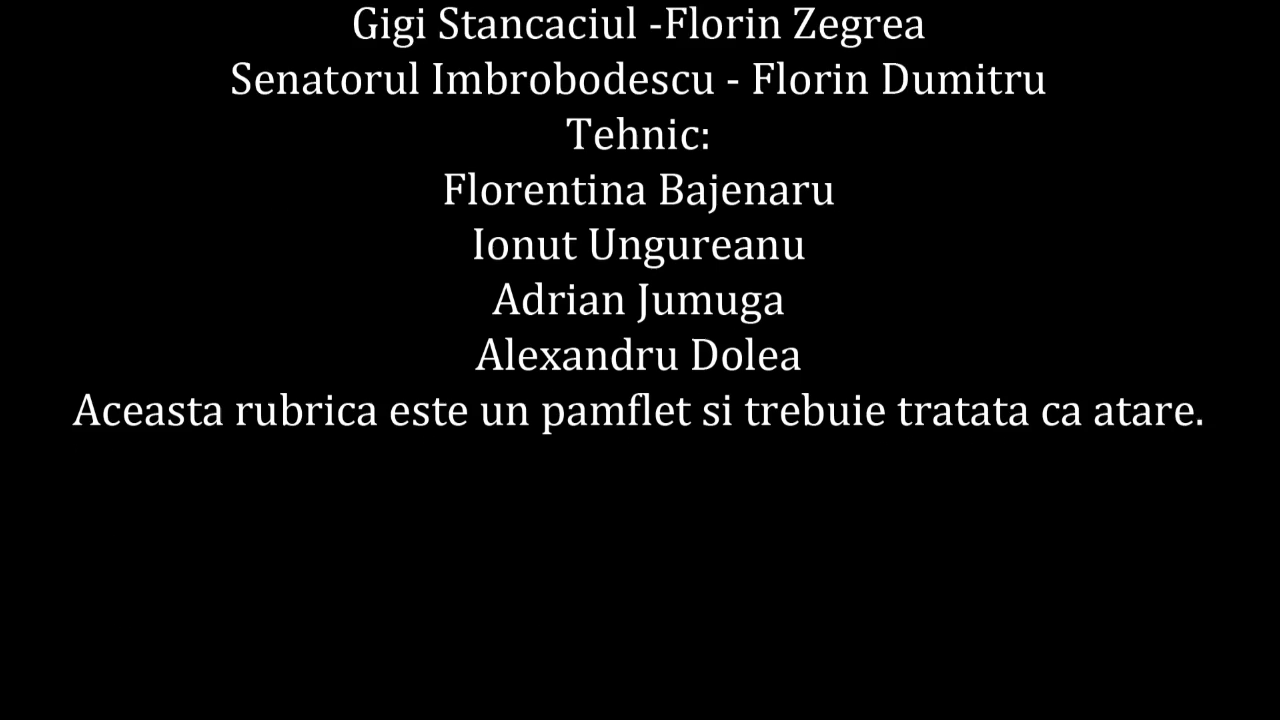 Gigi Stancaciul -Florin Zegrea
Senatorul Imbrobodescu - Florin Dumitru
Tehnic:
Florentina Bajenaru
Ionut Ungureanu
Adrian Jumuga
Alexandru Dolea
Aceasta rubrica este un pamflet si trebuie tratata ca atare.